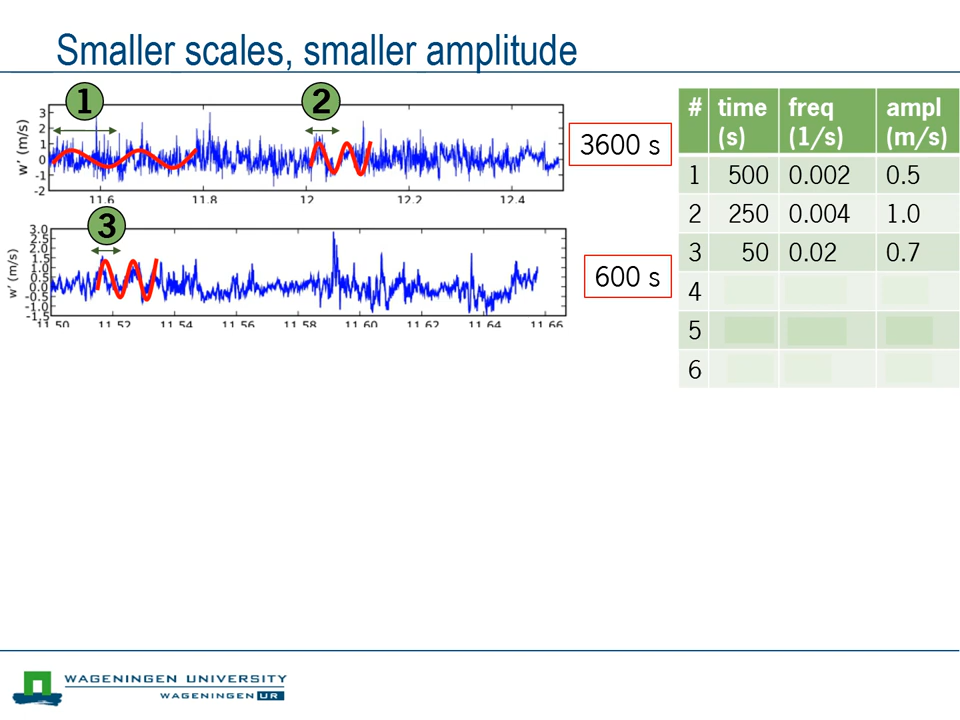 Smaller scales, smaller amplitude
1 2
w' (m/s)
3
2
1
0
-1
-2
11.6 11.8 12 12.2 12.4
3600 s
3
w' (m/s)
3.0
2.5
2.0
1.5
1.0
0.5
0.0
-0.5
-1.0
-1.5
11.50 11.52 11.54 11.56 11.58 11.60 11.62 11.64 11.66
600 s
# time (s) freq (1/s) ampl (m/s)
1 500 0.002 0.5
2 250 0.004 1.0
3 50 0.02 0.7
4
5
6
WAGENINGEN UNIVERSITY
WAGENINGEN UR